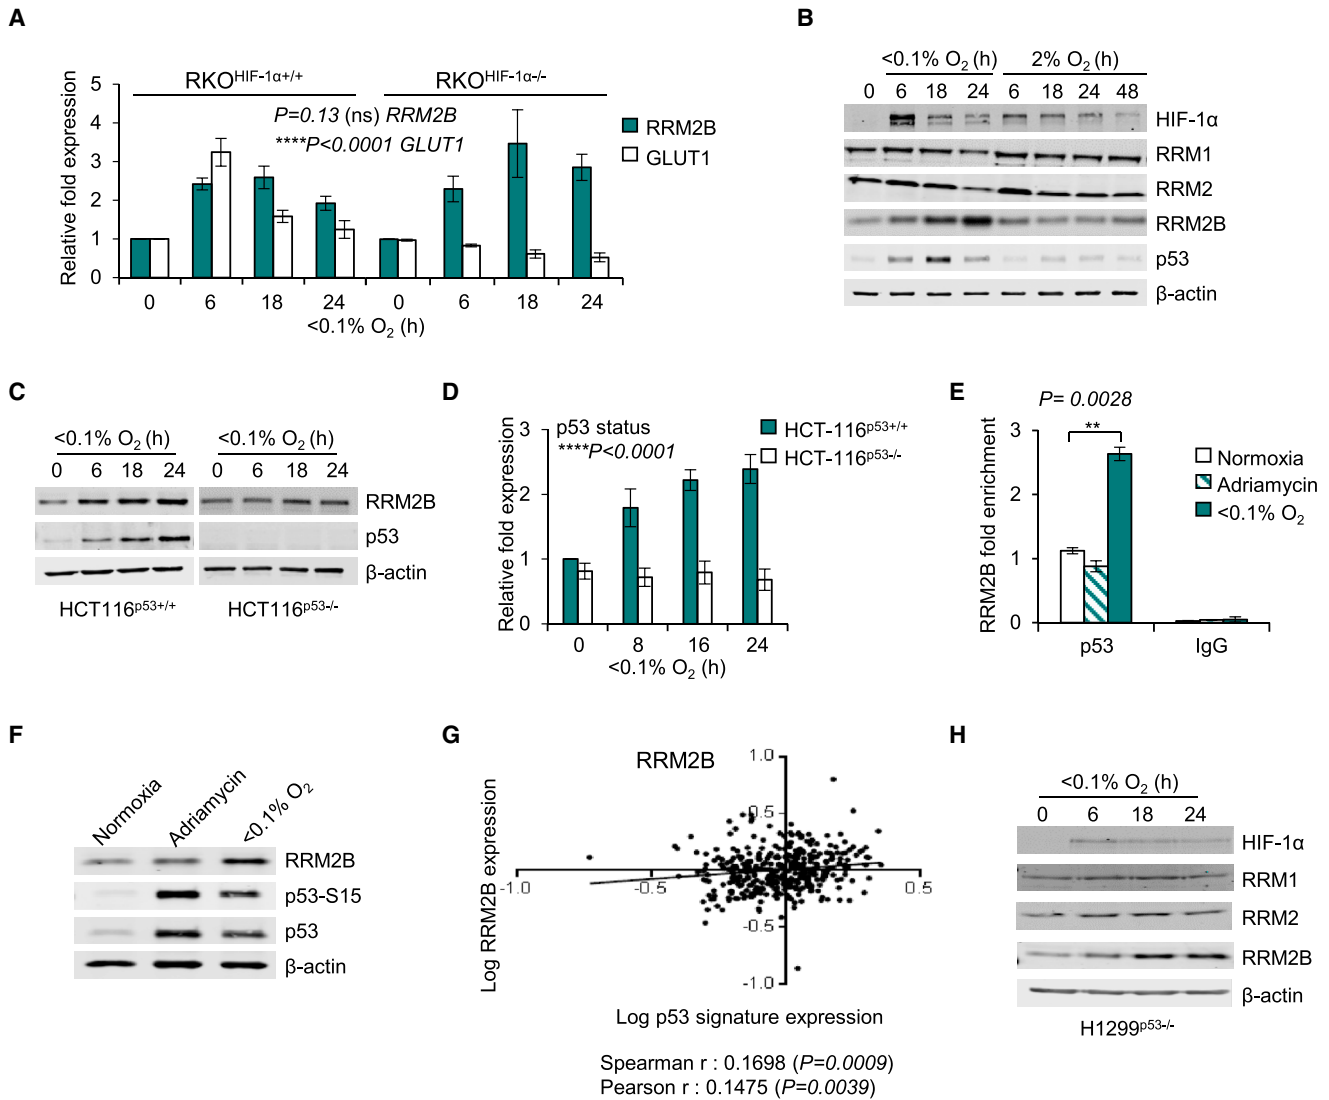 A
RKO^HIF-1α+/+ RKO^HIF-1α-/-
P=0.13 (ns) RRM2B
****P<0.0001 GLUT1
RRM2B
GLUT1
Relative fold expression
5
4
3
2
1
0
0 6 18 24 0 6 18 24
<0.1% O₂ (h)
B
<0.1% O₂ (h) 2% O₂ (h)
0 6 18 24 6 18 24 48
HIF-1α
RRM1
RRM2
RRM2B
p53
β-actin
C
<0.1% O₂ (h) <0.1% O₂ (h)
0 6 18 24 0 6 18 24
RRM2B
p53
β-actin
HCT116^p53+/+ HCT116^p53-/-
D
p53 status
****P<0.0001
HCT-116^p53+/+
HCT-116^p53-/-
Relative fold expression
3
2
1
0
0 8 16 24
<0.1% O₂ (h)
E
P= 0.0028
**
Normoxia
Adriamycin
<0.1% O₂
RRM2B fold enrichment
3
2
1
0
p53 IgG
F
Normoxia Adriamycin <0.1% O₂
RRM2B
p53-S15
p53
β-actin
G
RRM2B
Log RRM2B expression
1.0
0.5
-1.0 -0.5 0.5
-0.5
-1.0
Log p53 signature expression
Spearman r : 0.1698 (P=0.0009)
Pearson r : 0.1475 (P=0.0039)
H
<0.1% O₂ (h)
0 6 18 24
HIF-1α
RRM1
RRM2
RRM2B
β-actin
H1299^p53-/-